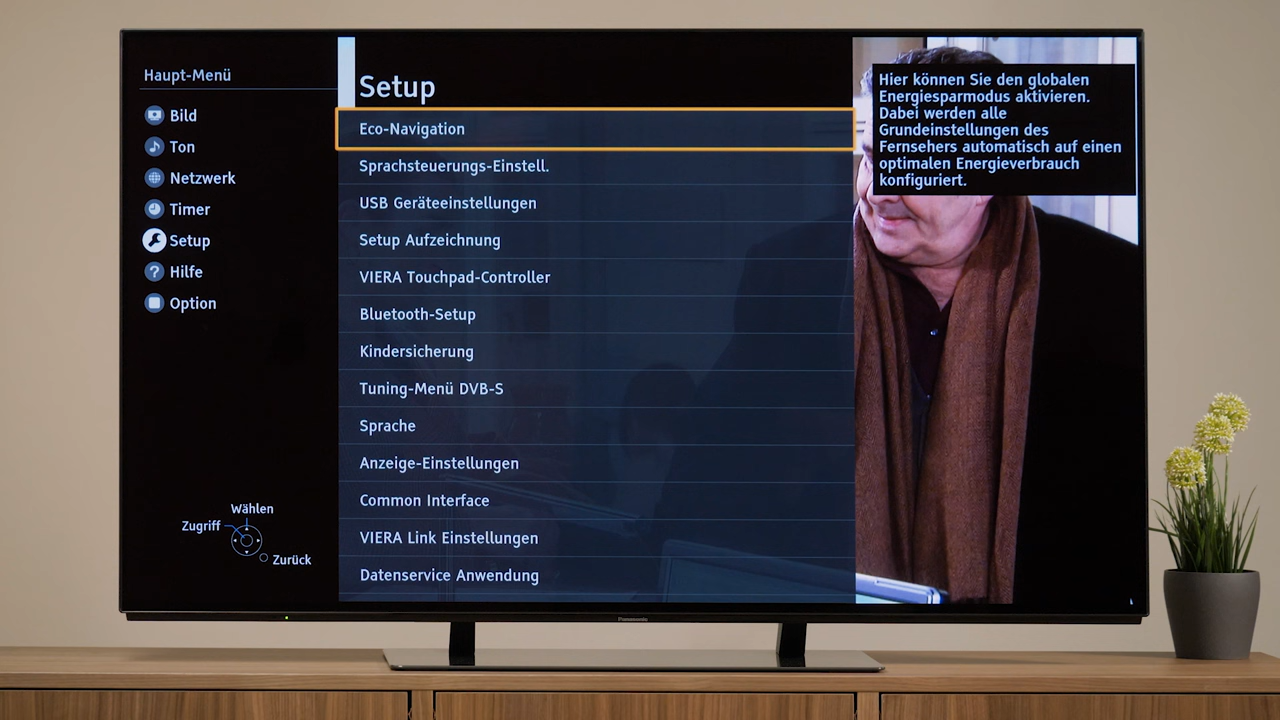 Haupt-Menü
Bild
Ton
Netzwerk
Timer
Setup
Hilfe
Option
Wählen
Zugriff
Zurück
Setup
Eco-Navigation
Sprachsteuerungs-Einstell.
USB Geräteeinstellungen
Setup Aufzeichnung
VIERA Touchpad-Controller
Bluetooth-Setup
Kindersicherung
Tuning-Menü DVB-S
Sprache
Anzeige-Einstellungen
Common Interface
VIERA Link Einstellungen
Datenservice Anwendung
Hier können Sie den globalen
Energiesparmodus aktivieren.
Dabei werden alle
Grundeinstellungen des
Fernsehers automatisch auf einen
optimalen Energieverbrauch
konfiguriert.
Panasonic